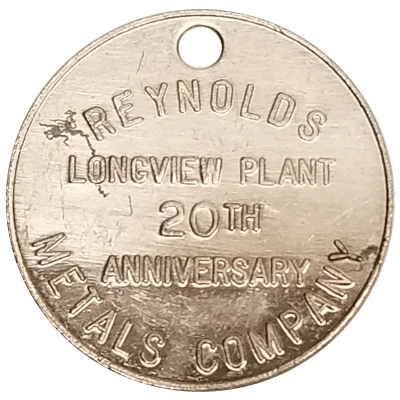 REYNOLDS
LONGVIEW PLANT
20TH
ANNIVERSARY
METALS COMPANY